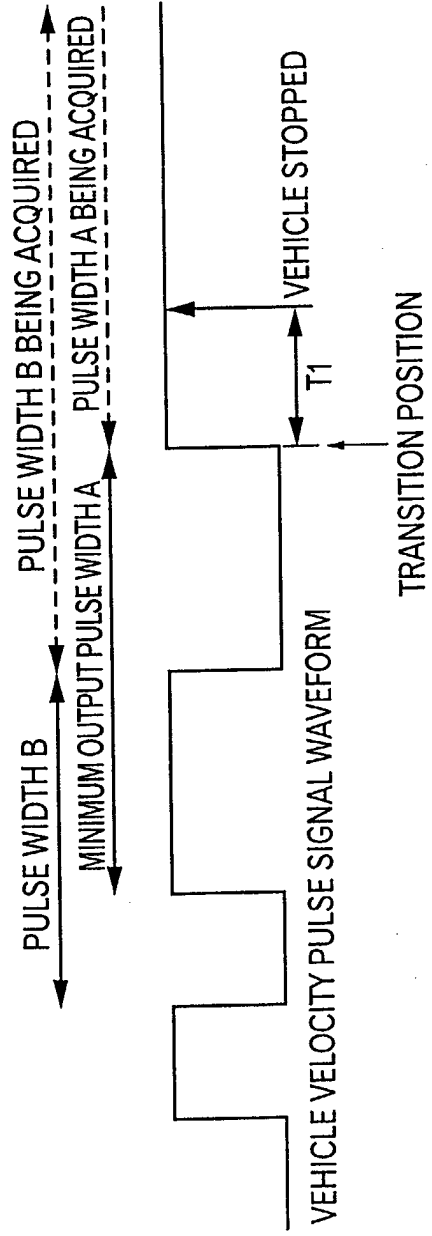 PULSE WIDTH B
PULSE WIDTH B BEING ACQUIRED
MINIMUM OUTPUT PULSE WIDTH A
PULSE WIDTH A BEING ACQUIRED
T1
VEHICLE STOPPED
VEHICLE VELOCITY PULSE SIGNAL WAVEFORM
TRANSITION POSITION